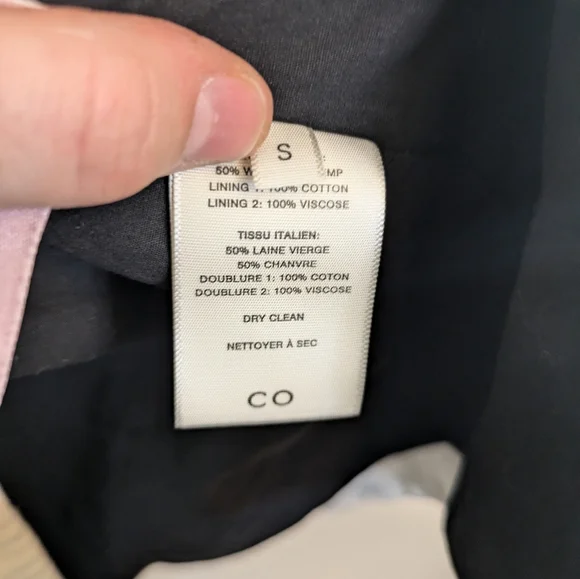 S
50%
LINING 1: 100% COTTON
LINING 2: 100% VISCOSE
TISSU ITALIEN:
50% LAINE VIERGE
50% CHANVRE
DOUBLURE 1: 100% COTON
DOUBLURE 2: 100% VISCOSE
DRY CLEAN
NETTOYER À SEC
CO